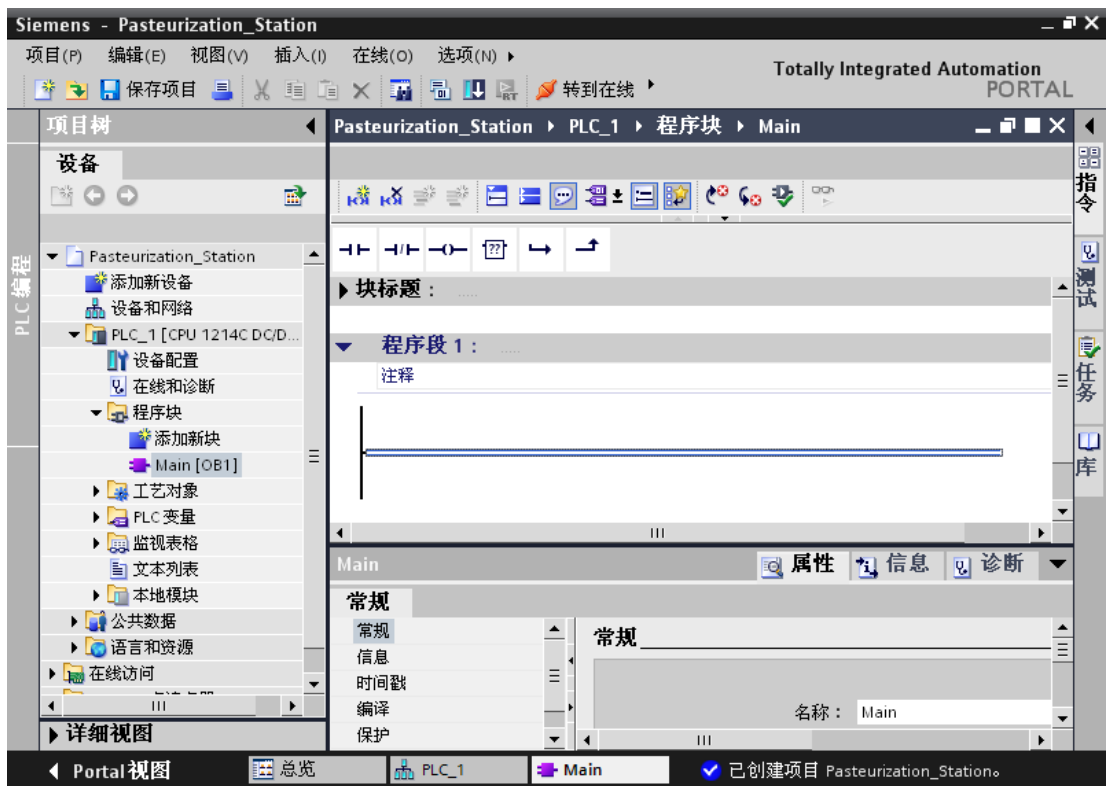 Siemens - Pasteurization_Station
项目(P) 编辑(E) 视图(V) 插入(I) 在线(O) 选项(N)
Totally Integrated Automation
PORTAL
保存项目 转到在线
项目树
Pasteurization_Station PLC_1 程序块 Main
设备
PLC 编程
Pasteurization_Station
添加新设备
设备和网络
PLC_1 [CPU 1214C DC/D...
设备配置
在线和诊断
程序块
添加新块
Main [OB1]
工艺对象
PLC 变量
监视表格
文本列表
本地模块
公共数据
语言和资源
在线访问
详细视图
??
块标题： .....
程序段 1： .....
注释
Main
属性 信息 诊断
常规
常规
信息
时间戳
编译
保护
常规
名称： Main
指令
测试
任务
库
Portal视图 总览 PLC_1 Main 已创建项目 Pasteurization_Station。